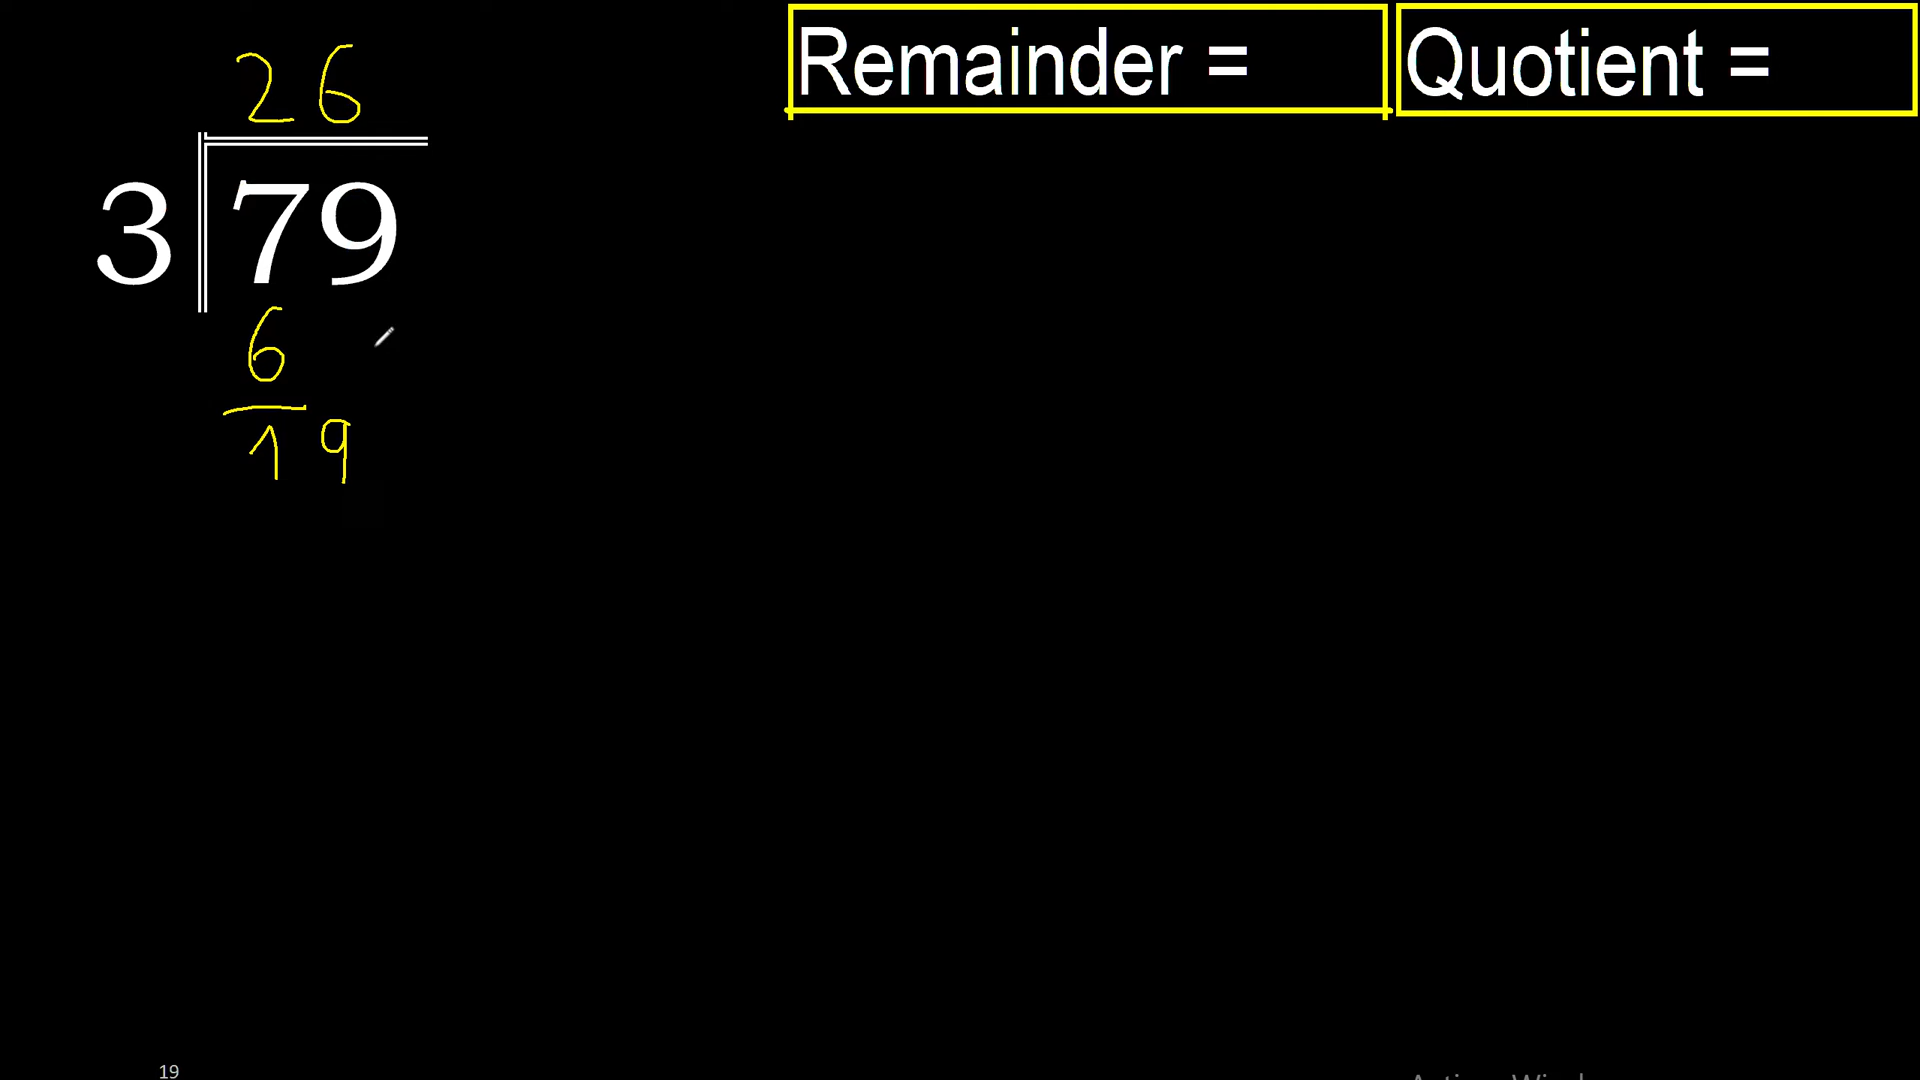 26
Remainder =
Quotient =
3 79
6
19
19